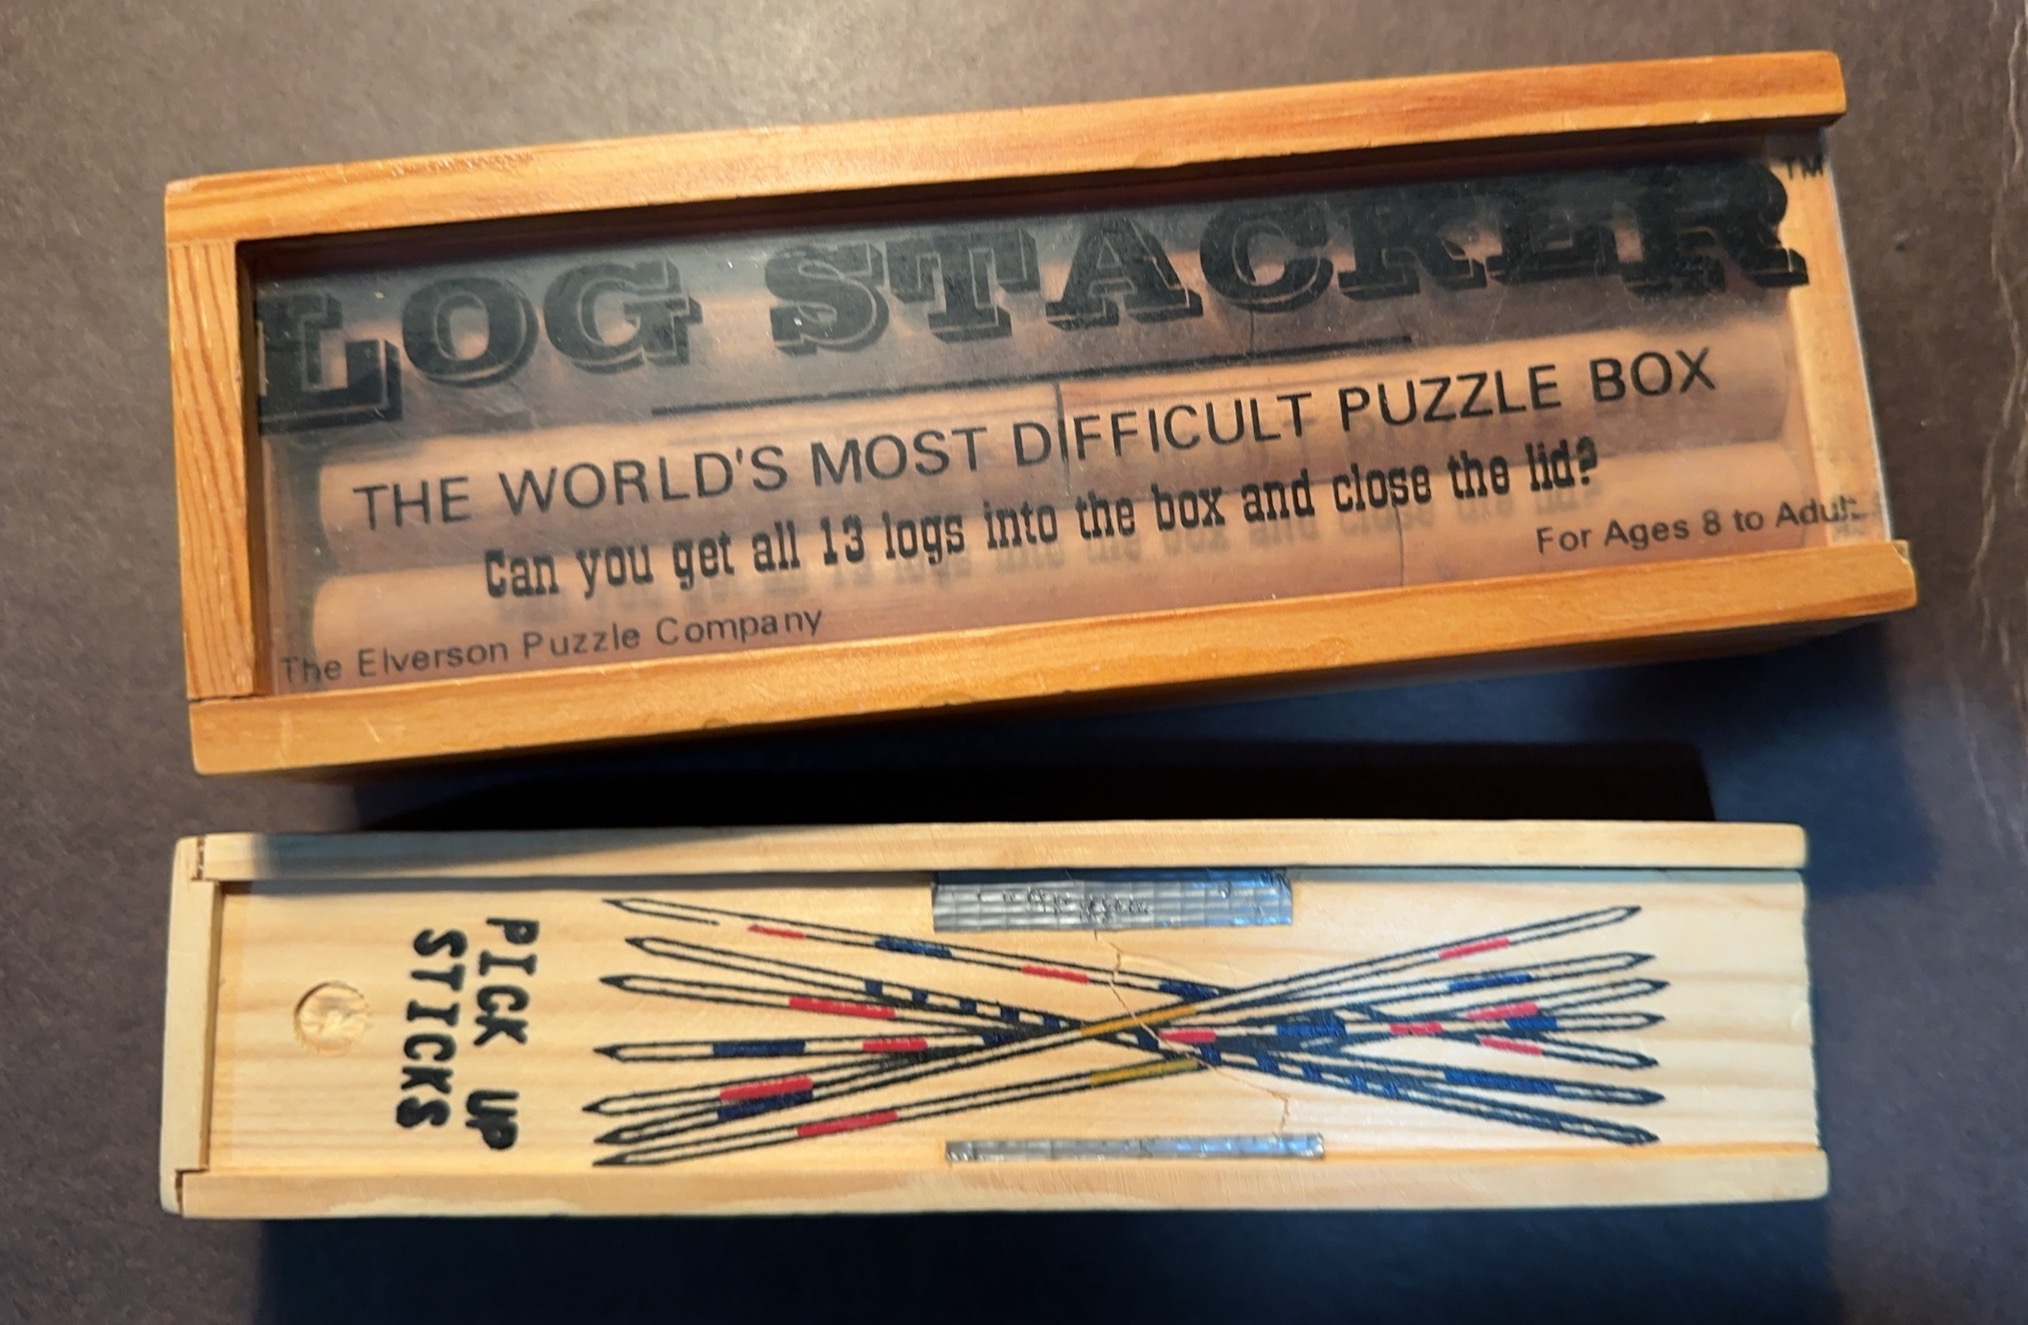 LOG STACKER™
THE WORLD'S MOST DIFFICULT PUZZLE BOX
Can you get all 13 logs into the box and close the lid?
For Ages 8 to Adult
The Elverson Puzzle Company
PICK UP
STICKS